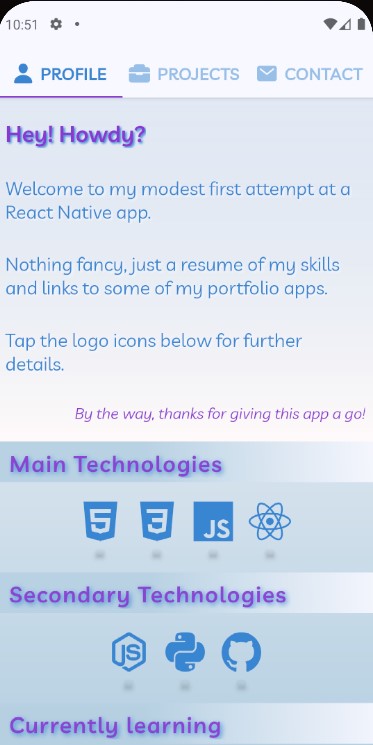 10:51
PROFILE PROJECTS CONTACT
Hey! Howdy?
Welcome to my modest first attempt at a
React Native app.
Nothing fancy, just a resume of my skills
and links to some of my portfolio apps.
Tap the logo icons below for further
details.
By the way, thanks for giving this app a go!
Main Technologies
5 3 JS
Secondary Technologies
JS
Currently learning